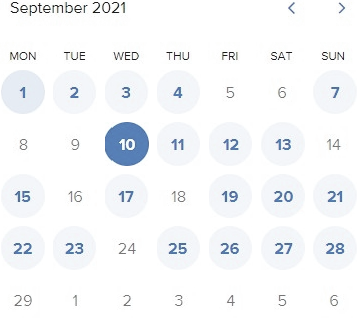 September 2021
MON TUE WED THU FRI SAT SUN
1 2 3 4 5 6 7
8 9 10 11 12 13 14
15 16 17 18 19 20 21
22 23 24 25 26 27 28
29 1 2 3 4 5 6